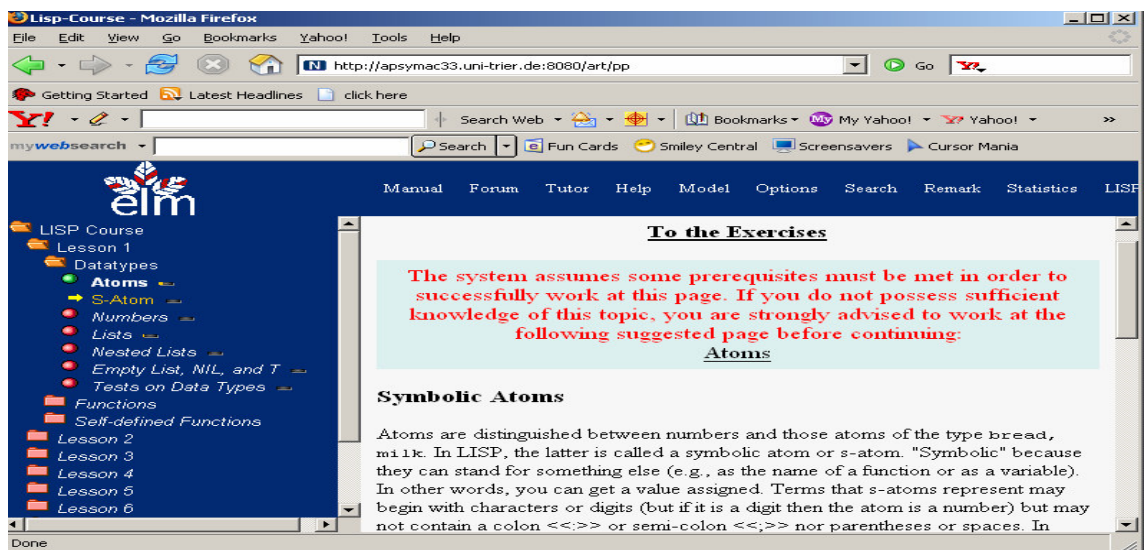 Lisp-Course - Mozilla Firefox
File Edit View Go Bookmarks Yahoo! Tools Help
http://apsymac33.uni-trier.de:8080/art/pp Go
Getting Started Latest Headlines click here
Y! Search Web Bookmarks My Yahoo! Yahoo! »
mywebsearch Search Fun Cards Smiley Central Screensavers Cursor Mania
elm
Manual Forum Tutor Help Model Options Search Remark Statistics LISP
LISP Course
Lesson 1
Datatypes
Atoms
S-Atom
Numbers
Lists
Nested Lists
Empty List, NIL, and T
Tests on Data Types
Functions
Self-defined Functions
Lesson 2
Lesson 3
Lesson 4
Lesson 5
Lesson 6
To the Exercises
The system assumes some prerequisites must be met in order to
successfully work at this page. If you do not possess sufficient
knowledge of this topic, you are strongly advised to work at the
following suggested page before continuing:
Atoms
Symbolic Atoms
Atoms are distinguished between numbers and those atoms of the type bread,
milk. In LISP, the latter is called a symbolic atom or s-atom. "Symbolic" because
they can stand for something else (e.g., as the name of a function or as a variable).
In other words, you can get a value assigned. Terms that s-atoms represent may
begin with characters or digits (but if it is a digit then the atom is a number) but may
not contain a colon <<:>> or semi-colon <<;>> nor parentheses or spaces. In
Done